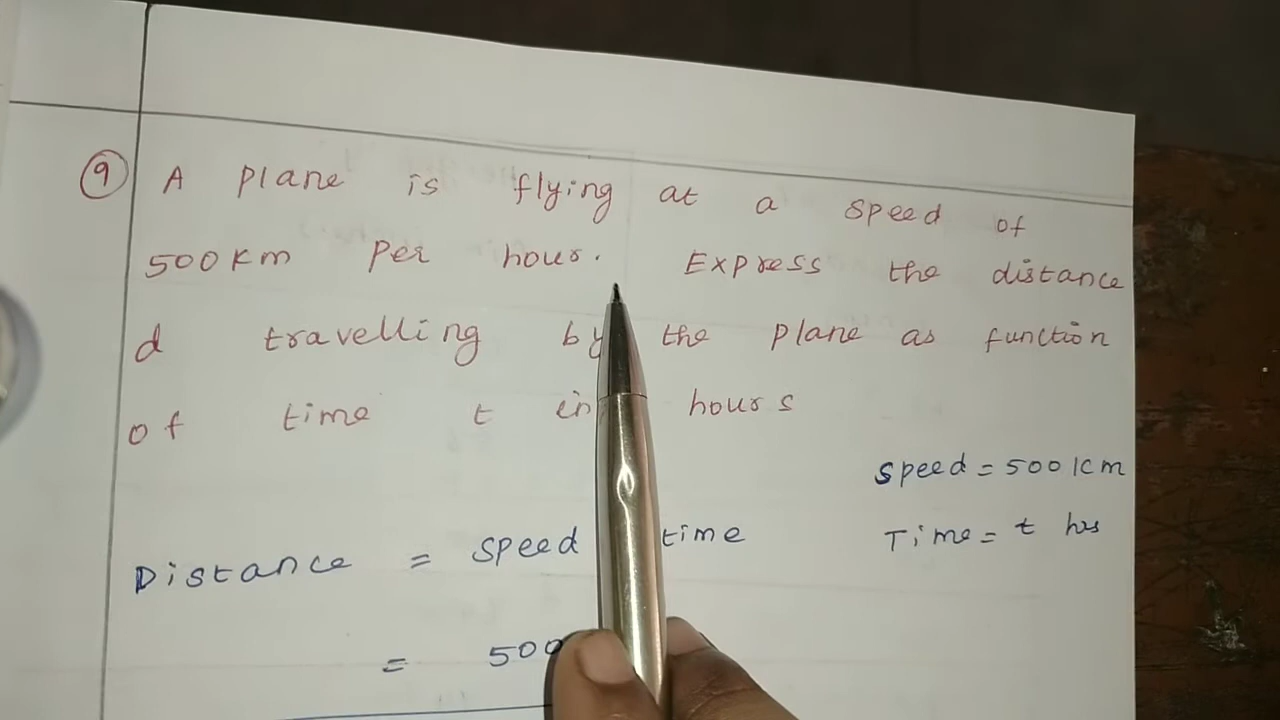 9 A plane is flying at a speed of
500km per hour. Express the distance
d travelling by the plane as function
of time t in hours
Speed = 500km
Time = t hrs
Distance = speed time
= 500